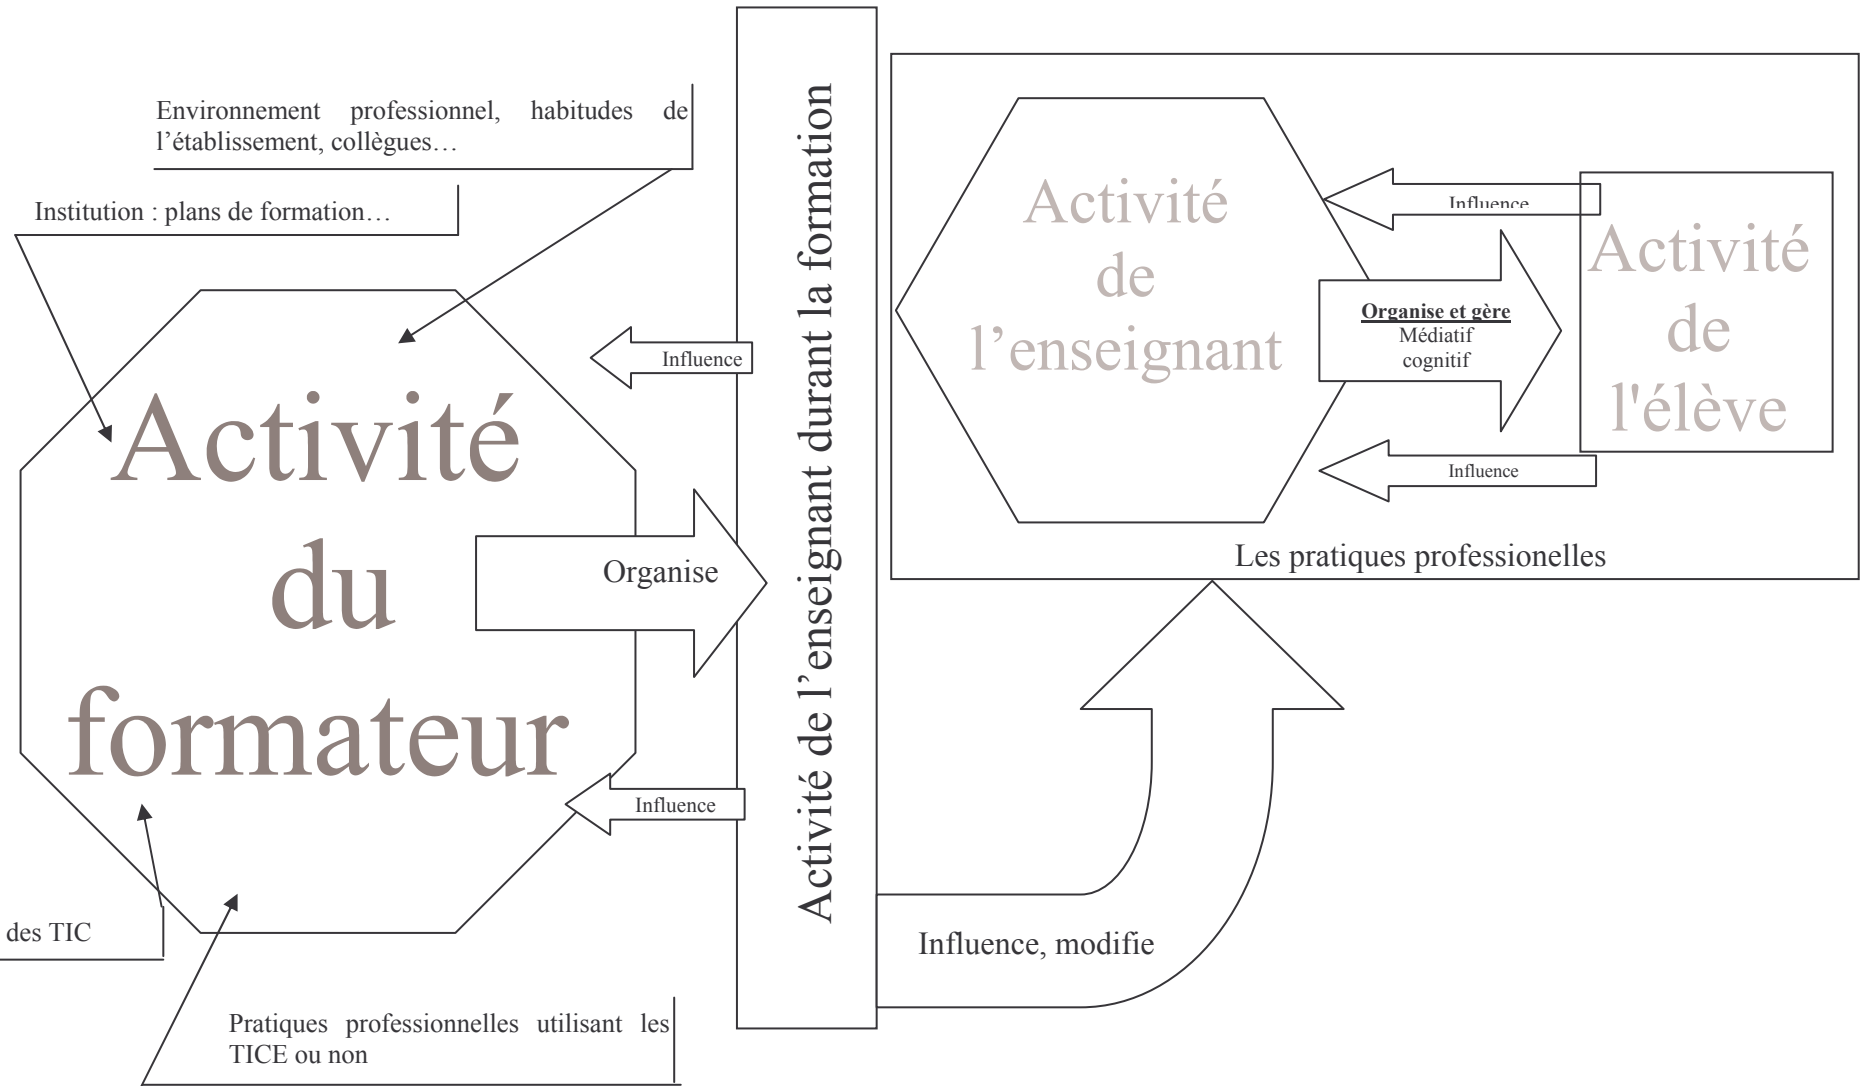 Environnement professionnel, habitudes de
l’établissement, collègues…
Institution : plans de formation…
Activité
du
formateur
Influence
Organise
Influence
des TIC
Pratiques professionnelles utilisant les
TICE ou non
Activité de l’enseignant durant la formation
Activité
de
l’enseignant
Influence
Organise et gère
Médiatif
cognitif
Influence
Activité
de
l'élève
Les pratiques professionelles
Influence, modifie